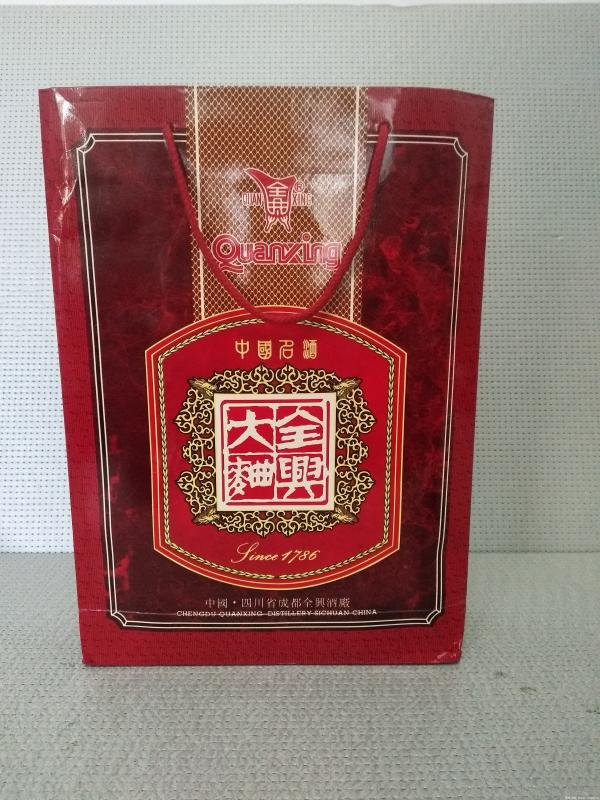 QUAN 全興 XING ®
Quanxing
中國名酒
全興
大麯
Since 1786
中國·四川省成都全興酒廠
CHENGDU QUANXING DISTILLERY SICHUAN CHINA